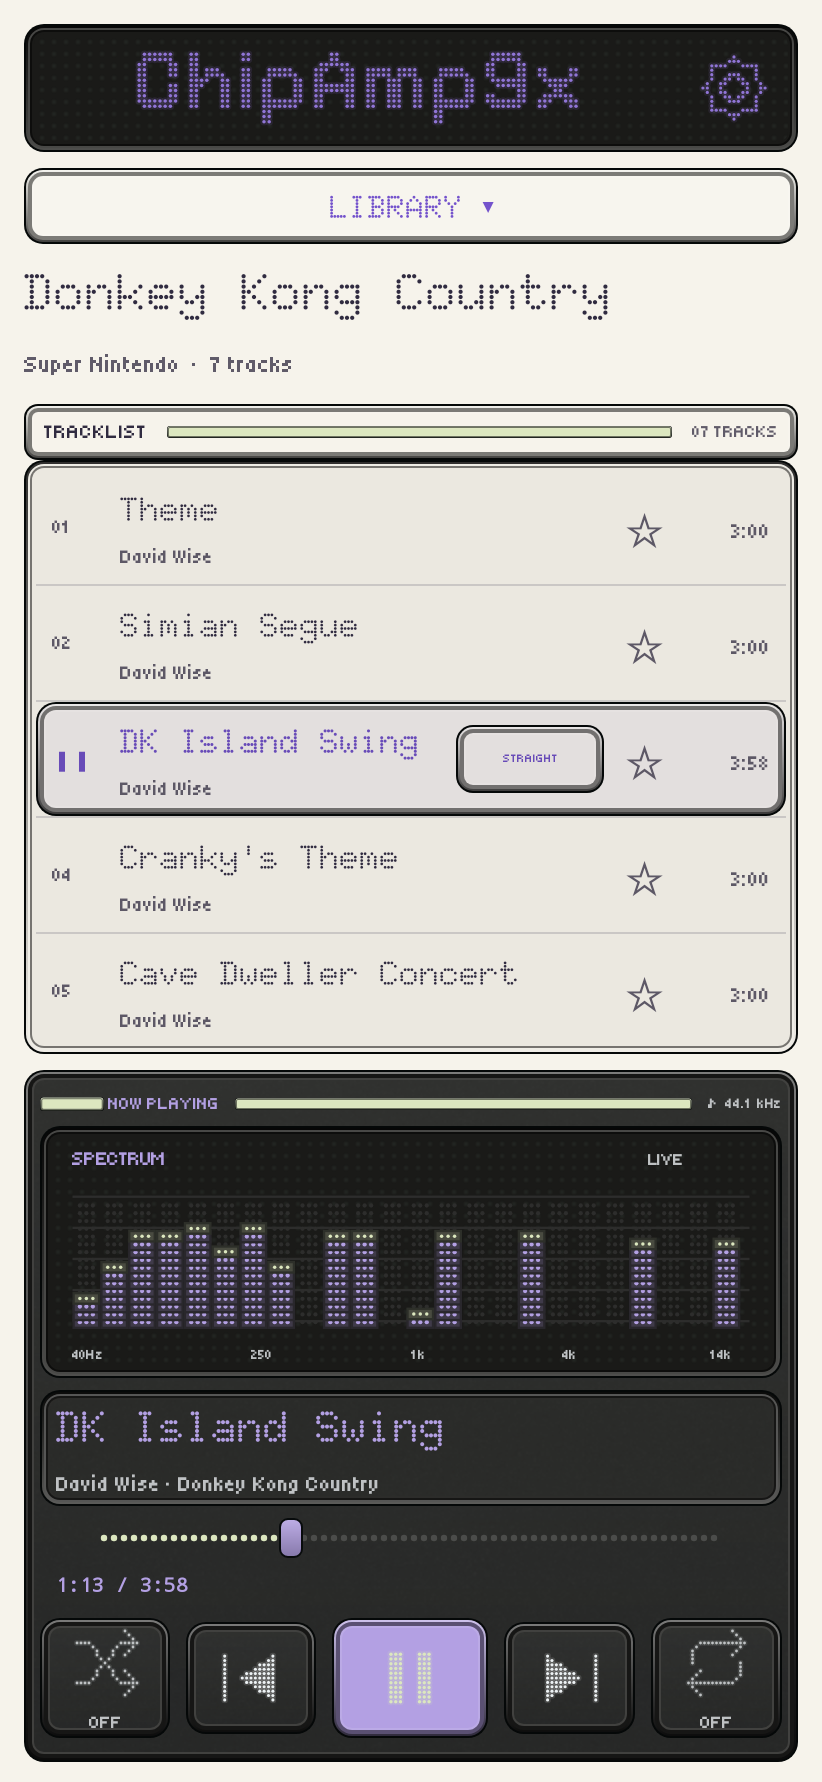 ChipAmp9x
LIBRARY ▼
Donkey Kong Country
Super Nintendo · 7 tracks
TRACKLIST 07 TRACKS
01 Theme 3:00
David Wise
02 Simian Segue 3:00
David Wise
DK Island Swing STRAIGHT 3:58
David Wise
04 Cranky's Theme 3:00
David Wise
05 Cave Dweller Concert 3:00
David Wise
NOW PLAYING ♪ 44.1 kHz
SPECTRUM LIVE
40Hz 250 1k 4k 14k
DK Island Swing
David Wise · Donkey Kong Country
1:13 / 3:58
OFF OFF